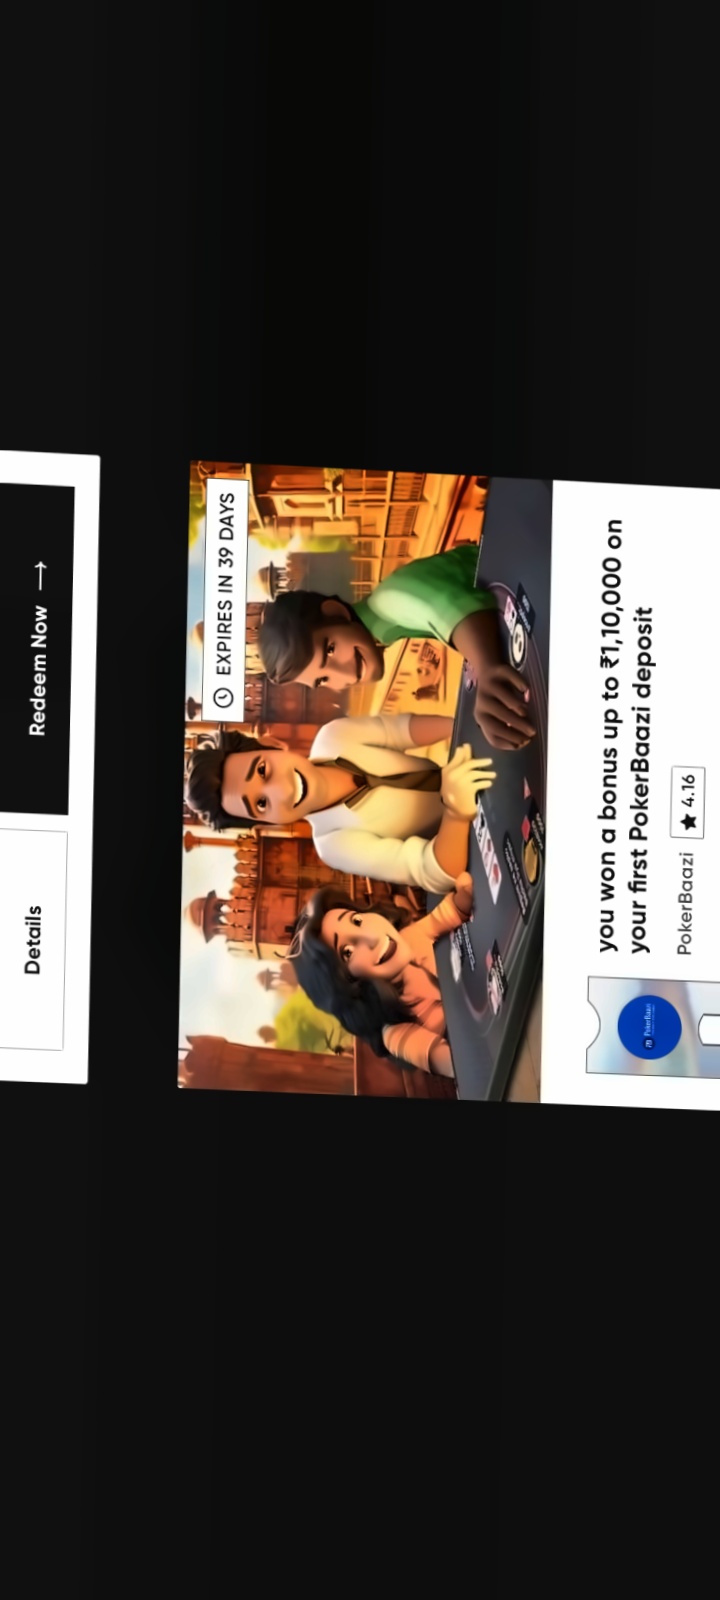 Details
Redeem Now →
EXPIRES IN 39 DAYS
you won a bonus up to ₹1,10,000 on
your first PokerBaazi deposit
PokerBaazi ★ 4.16
PokerBaazi